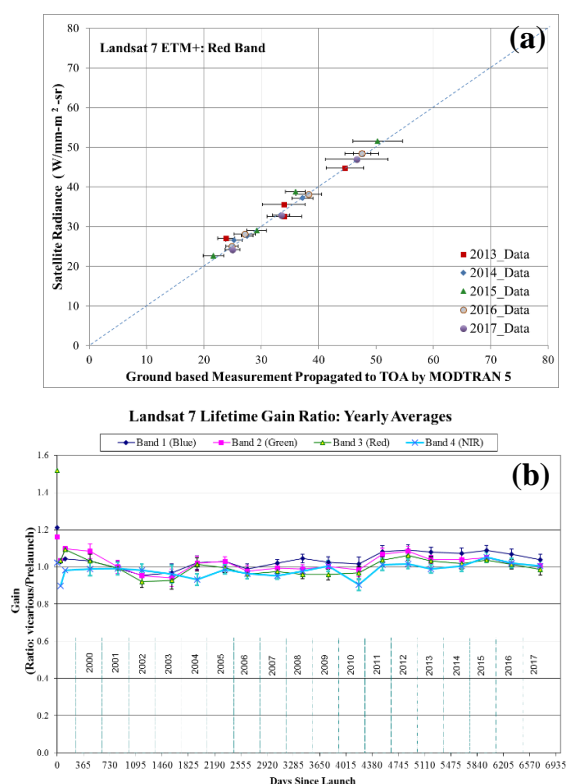 (a)
Landsat 7 ETM+: Red Band
80
70
60
50
40
30
20
10
0
Satellite Radiance ( W/mm-m² -sr)
2013_Data
2014_Data
2015_Data
2016_Data
2017_Data
0 10 20 30 40 50 60 70 80
Ground based Measurement Propagated to TOA by MODTRAN 5
Landsat 7 Lifetime Gain Ratio: Yearly Averages
Band 1 (Blue) Band 2 (Green) Band 3 (Red) Band 4 (NIR)
(b)
1.6
1.4
1.2
1.0
0.8
0.6
0.4
0.2
0.0
Gain
(Ratio: vicarious/Prelaunch)
2000 2001 2002 2003 2004 2005 2006 2007 2008 2009 2010 2011 2012 2013 2014 2015 2016 2017
0 365 730 1095 1460 1825 2190 2555 2920 3285 3650 4015 4380 4745 5110 5475 5840 6205 6570 6935
Days Since Launch